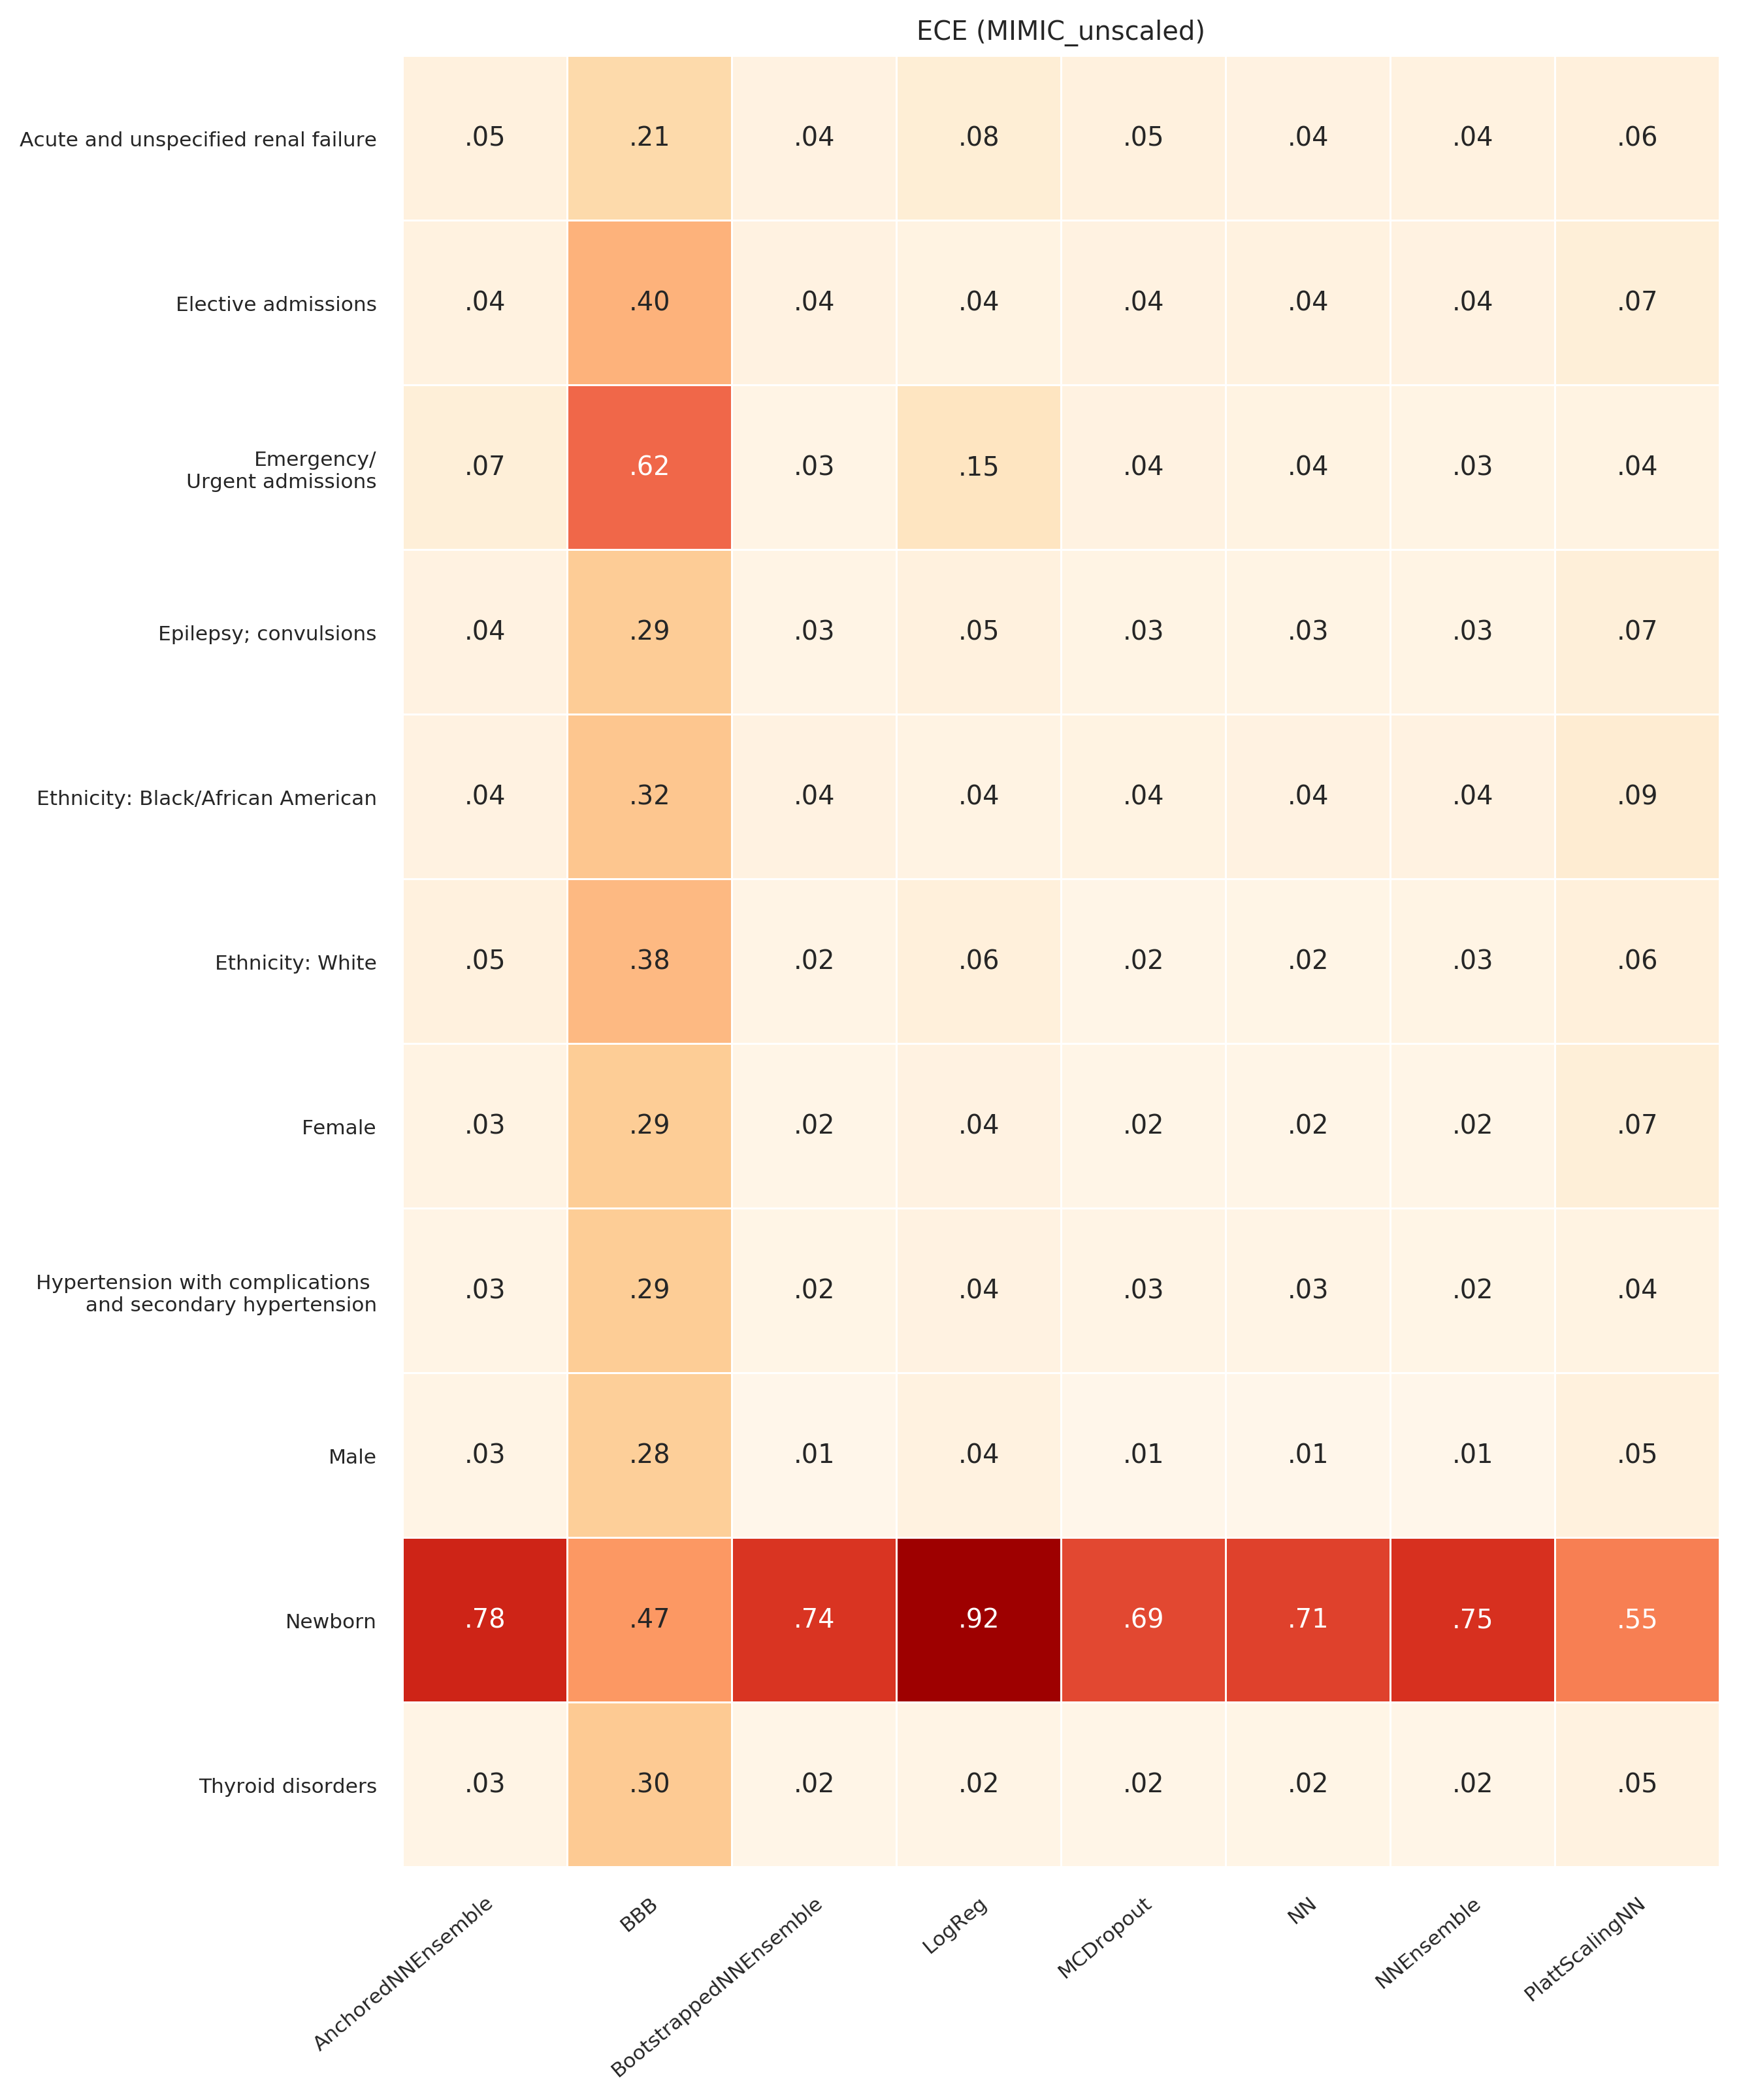 ECE (MIMIC_unscaled)
Acute and unspecified renal failure .05 .21 .04 .08 .05 .04 .04 .06
Elective admissions .04 .40 .04 .04 .04 .04 .04 .07
Emergency/
Urgent admissions .07 .62 .03 .15 .04 .04 .03 .04
Epilepsy; convulsions .04 .29 .03 .05 .03 .03 .03 .07
Ethnicity: Black/African American .04 .32 .04 .04 .04 .04 .04 .09
Ethnicity: White .05 .38 .02 .06 .02 .02 .03 .06
Female .03 .29 .02 .04 .02 .02 .02 .07
Hypertension with complications
and secondary hypertension .03 .29 .02 .04 .03 .03 .02 .04
Male .03 .28 .01 .04 .01 .01 .01 .05
Newborn .78 .47 .74 .92 .69 .71 .75 .55
Thyroid disorders .03 .30 .02 .02 .02 .02 .02 .05
AnchoredNNEnsemble BBB BootstrappedNNEnsemble LogReg MCDropout NN NNEnsemble PlattScalingNN